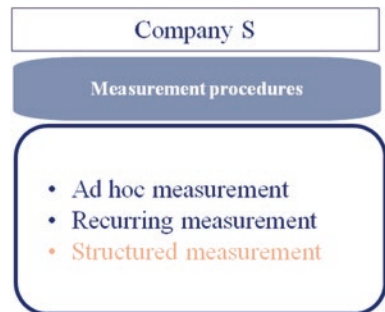 Company S
Measurement procedures
• Ad hoc measurement
• Recurring measurement
• Structured measurement